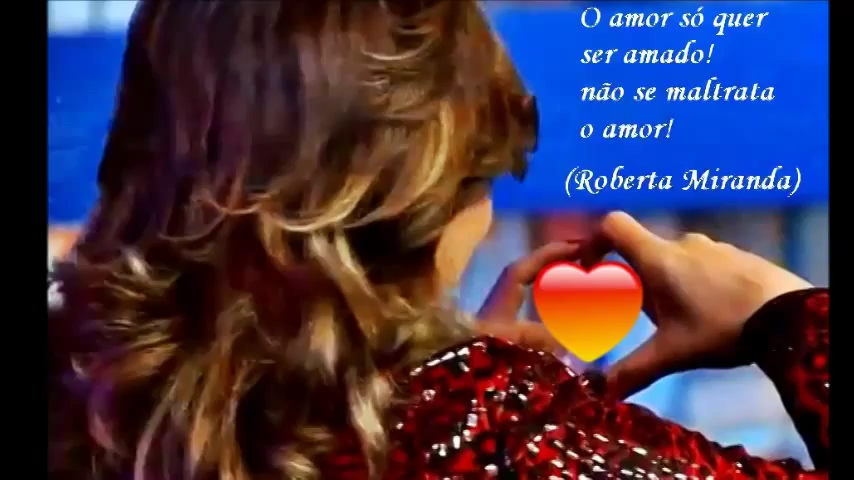 O amor só quer
ser amado!
não se maltrata
o amor!
(Roberta Miranda)